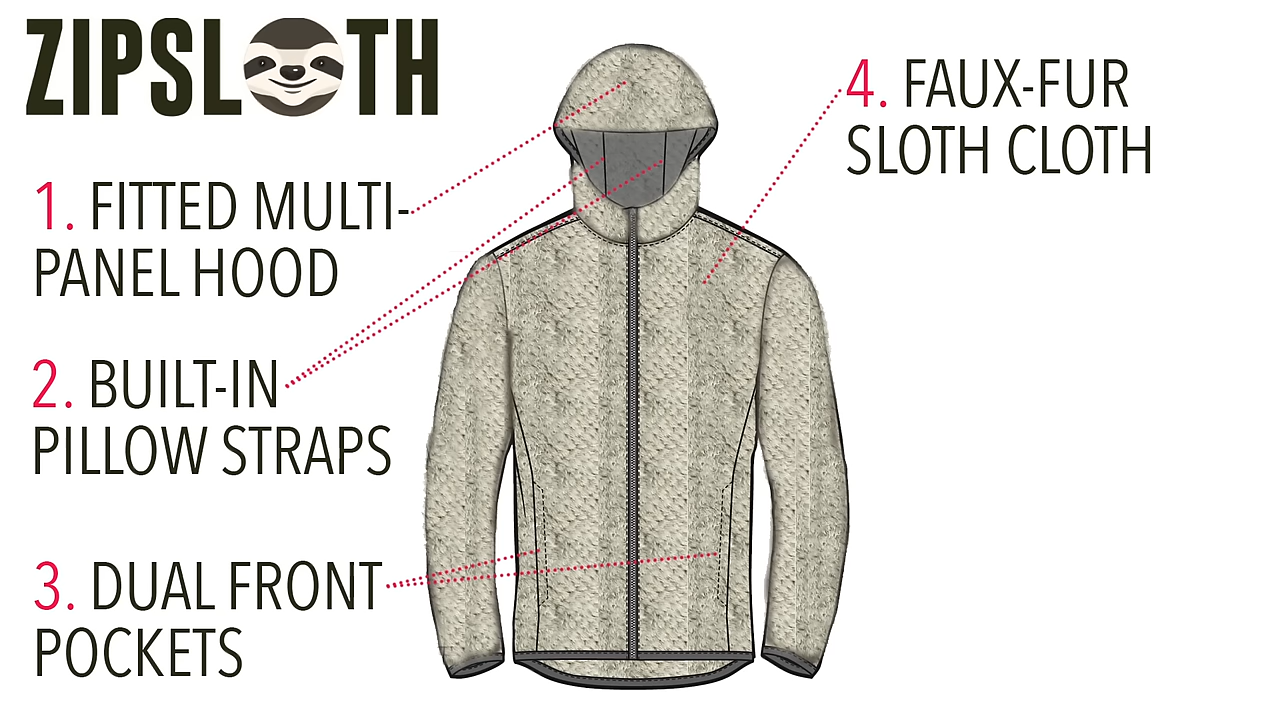 ZIPSLOTH
1. FITTED MULTI-
PANEL HOOD
2. BUILT-IN
PILLOW STRAPS
3. DUAL FRONT
POCKETS
4. FAUX-FUR
SLOTH CLOTH